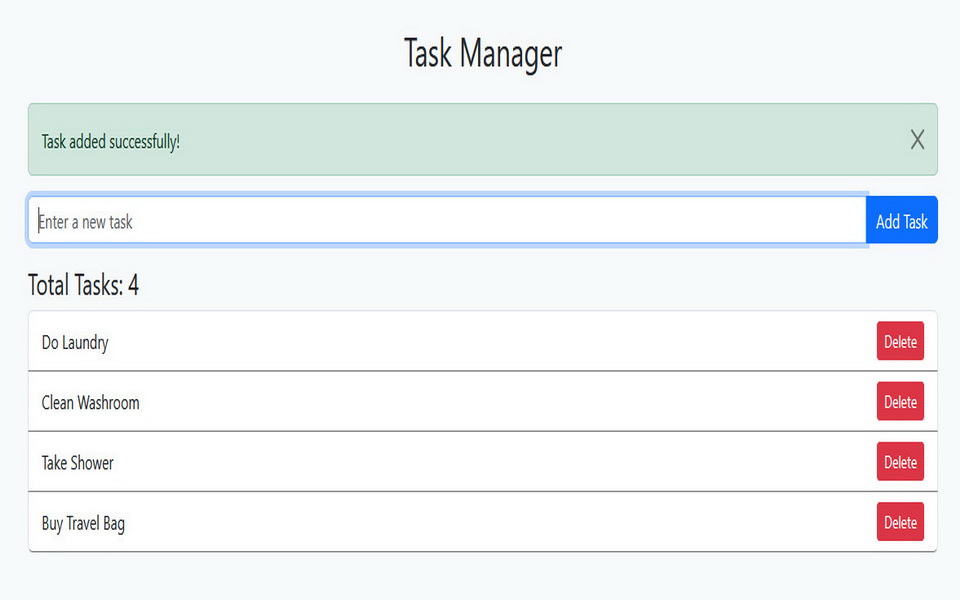 Task Manager
Task added successfully!
X
Enter a new task
Add Task
Total Tasks: 4
Do Laundry
Delete
Clean Washroom
Delete
Take Shower
Delete
Buy Travel Bag
Delete